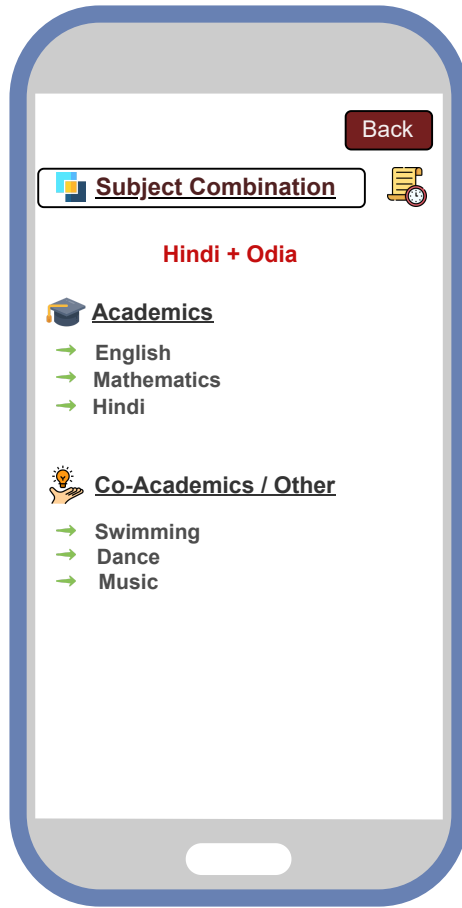 Back
Subject Combination
Hindi + Odia
Academics
English
Mathematics
Hindi
Co-Academics / Other
Swimming
Dance
Music